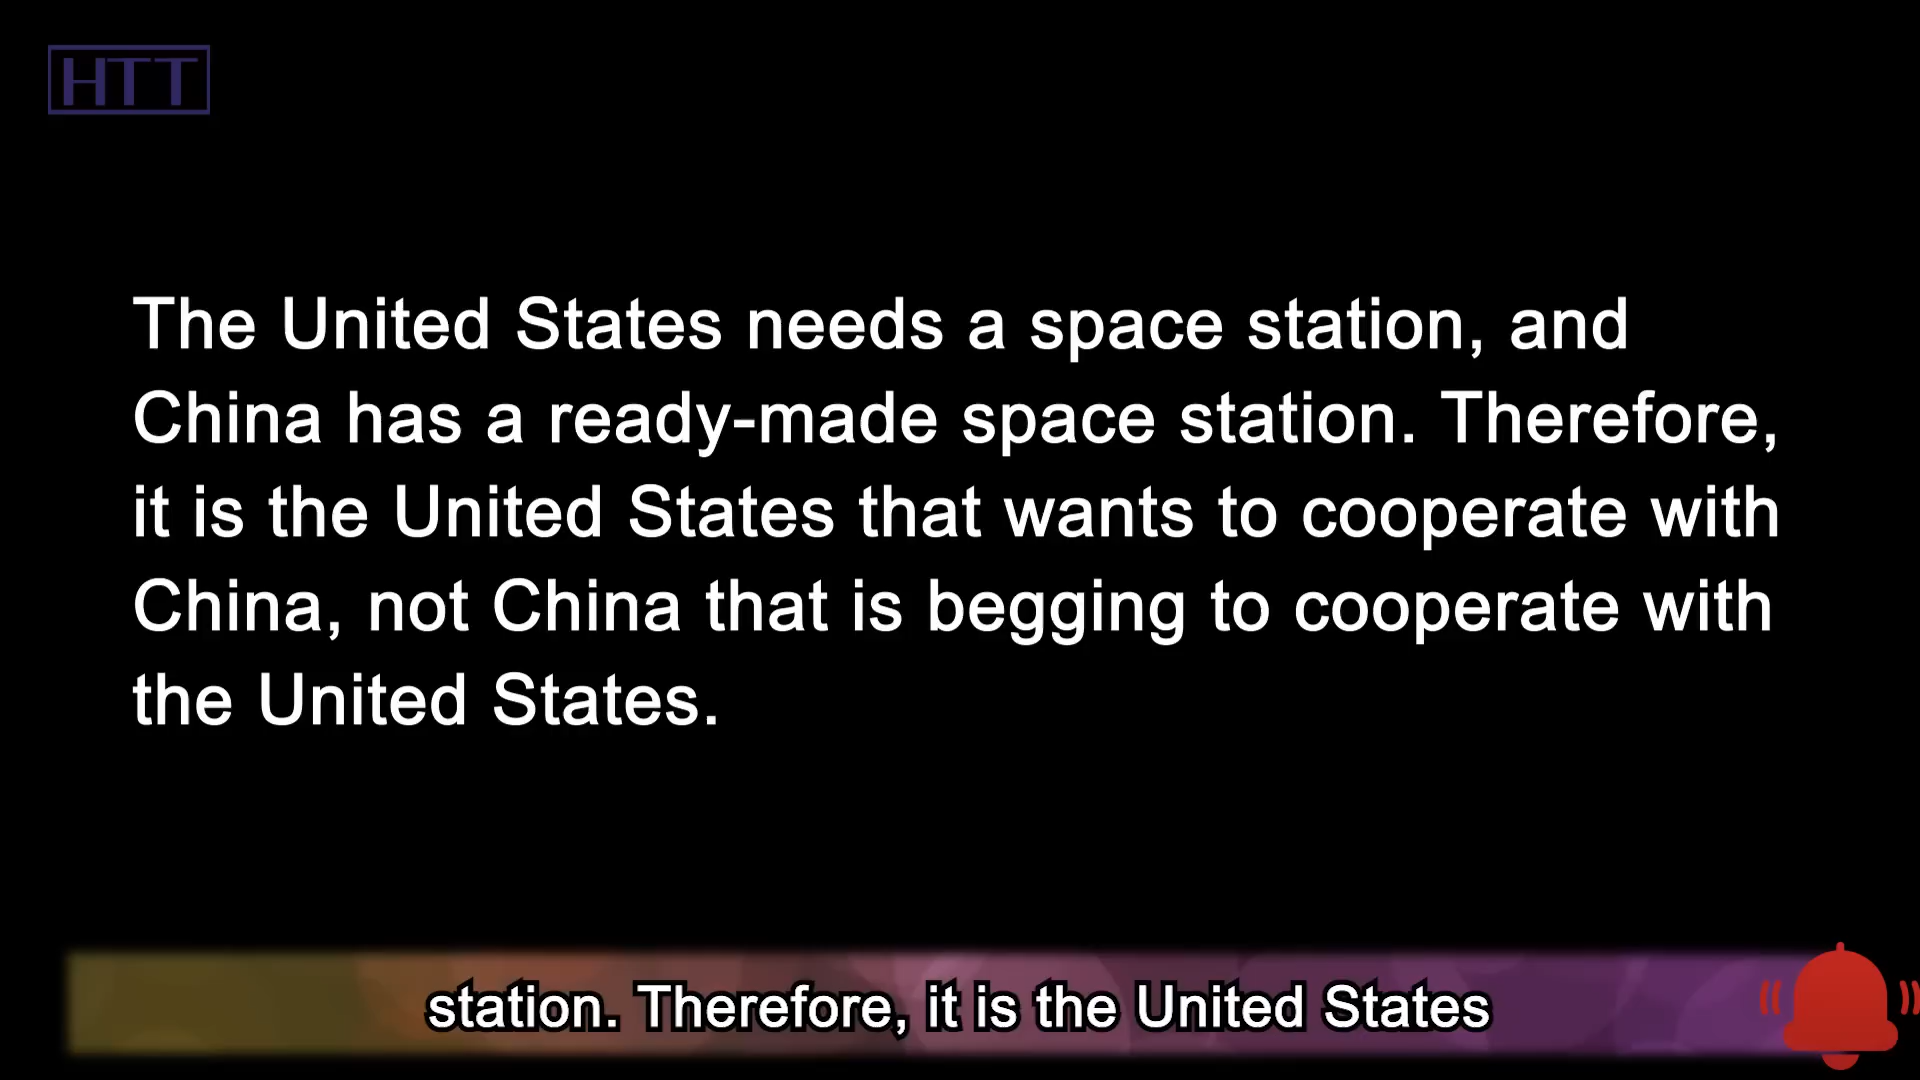 HTT
The United States needs a space station, and
China has a ready-made space station. Therefore,
it is the United States that wants to cooperate with
China, not China that is begging to cooperate with
the United States.
station. Therefore, it is the United States